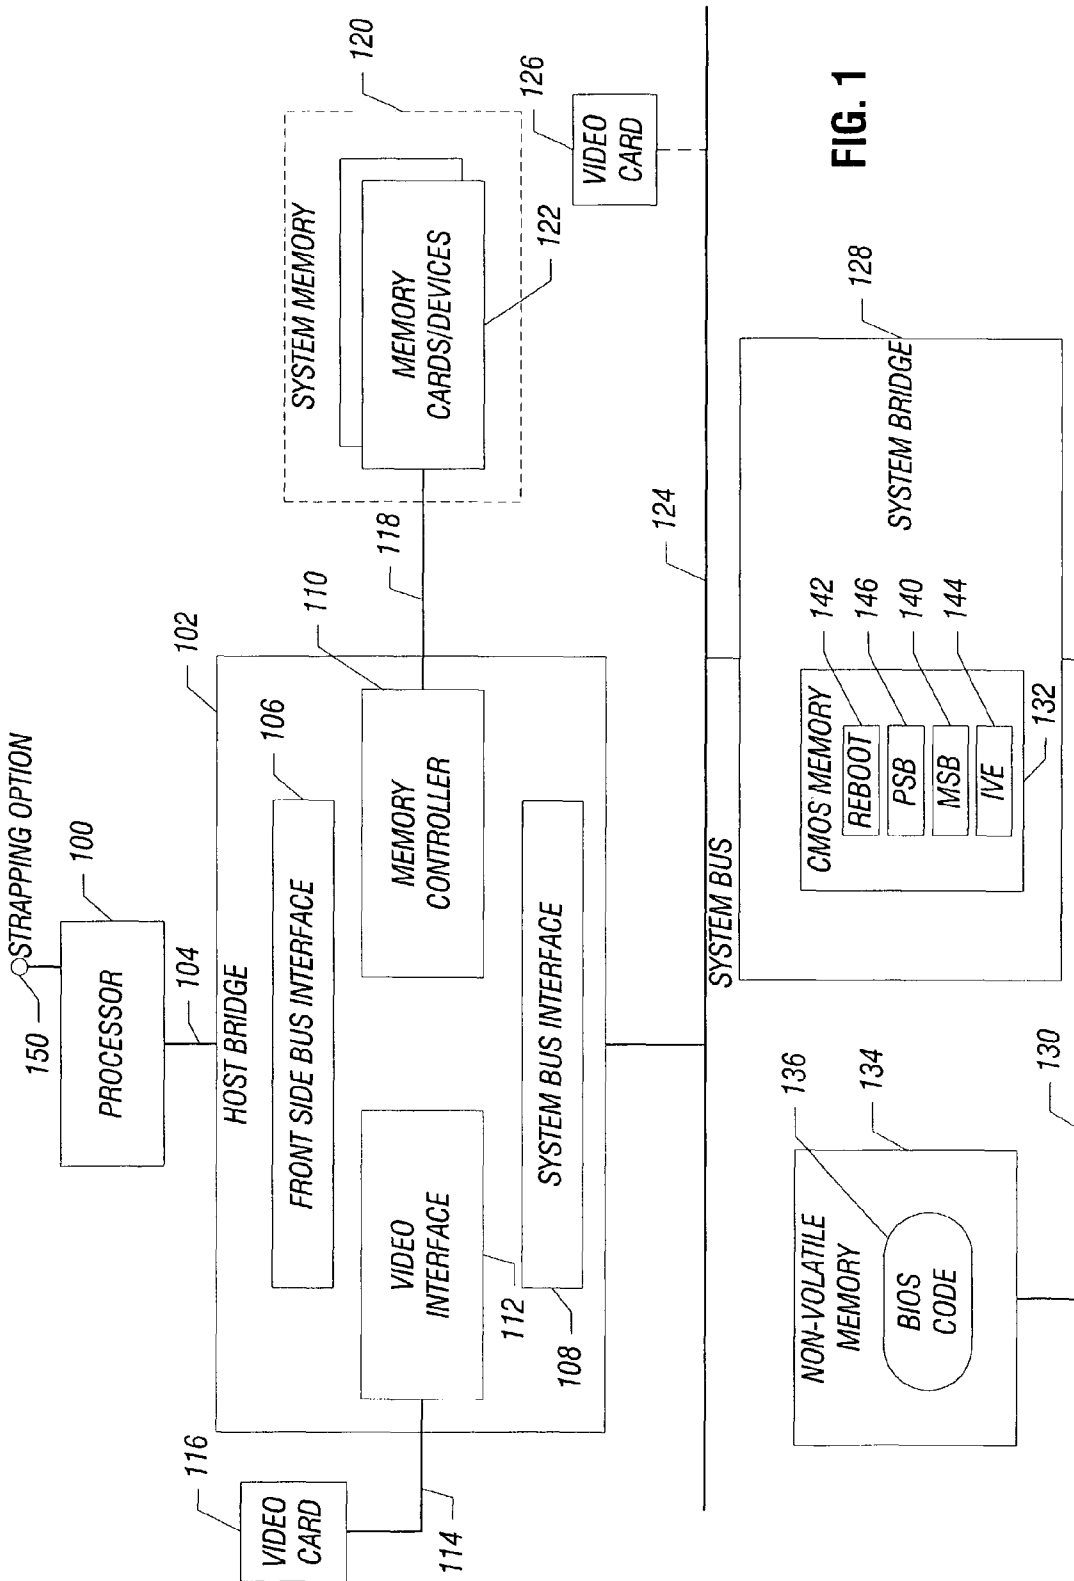 STRAPPING OPTION
150
100
PROCESSOR
104
102
HOST BRIDGE
106
FRONT SIDE BUS INTERFACE
116
VIDEO
CARD
114
VIDEO
INTERFACE
112
110
MEMORY
CONTROLLER
118
120
SYSTEM MEMORY
MEMORY
CARDS/DEVICES
122
SYSTEM BUS INTERFACE
108
126
VIDEO
CARD
124
SYSTEM BUS
136
134
NON-VOLATILE
MEMORY
BIOS
CODE
130
128
SYSTEM BRIDGE
CMOS MEMORY
REBOOT
142
PSB
146
MSB
140
IVE
144
132
FIG. 1